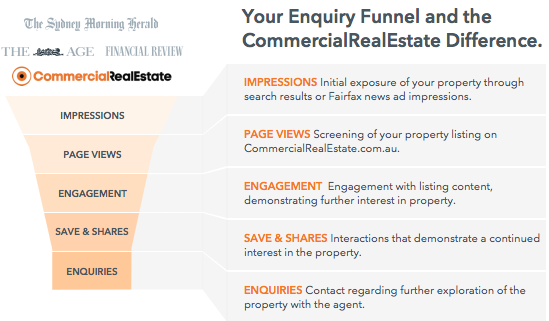 The Sydney Morning Herald
THE AGE FINANCIAL REVIEW
CommercialRealEstate
IMPRESSIONS
PAGE VIEWS
ENGAGEMENT
SAVE & SHARES
ENQUIRIES
Your Enquiry Funnel and the
CommercialRealEstate Difference.
IMPRESSIONS Initial exposure of your property through
search results or Fairfax news ad impressions.
PAGE VIEWS Screening of your property listing on
CommercialRealEstate.com.au.
ENGAGEMENT Engagement with listing content,
demonstrating further interest in property.
SAVE & SHARES Interactions that demonstrate a continued
interest in the property.
ENQUIRIES Contact regarding further exploration of the
property with the agent.